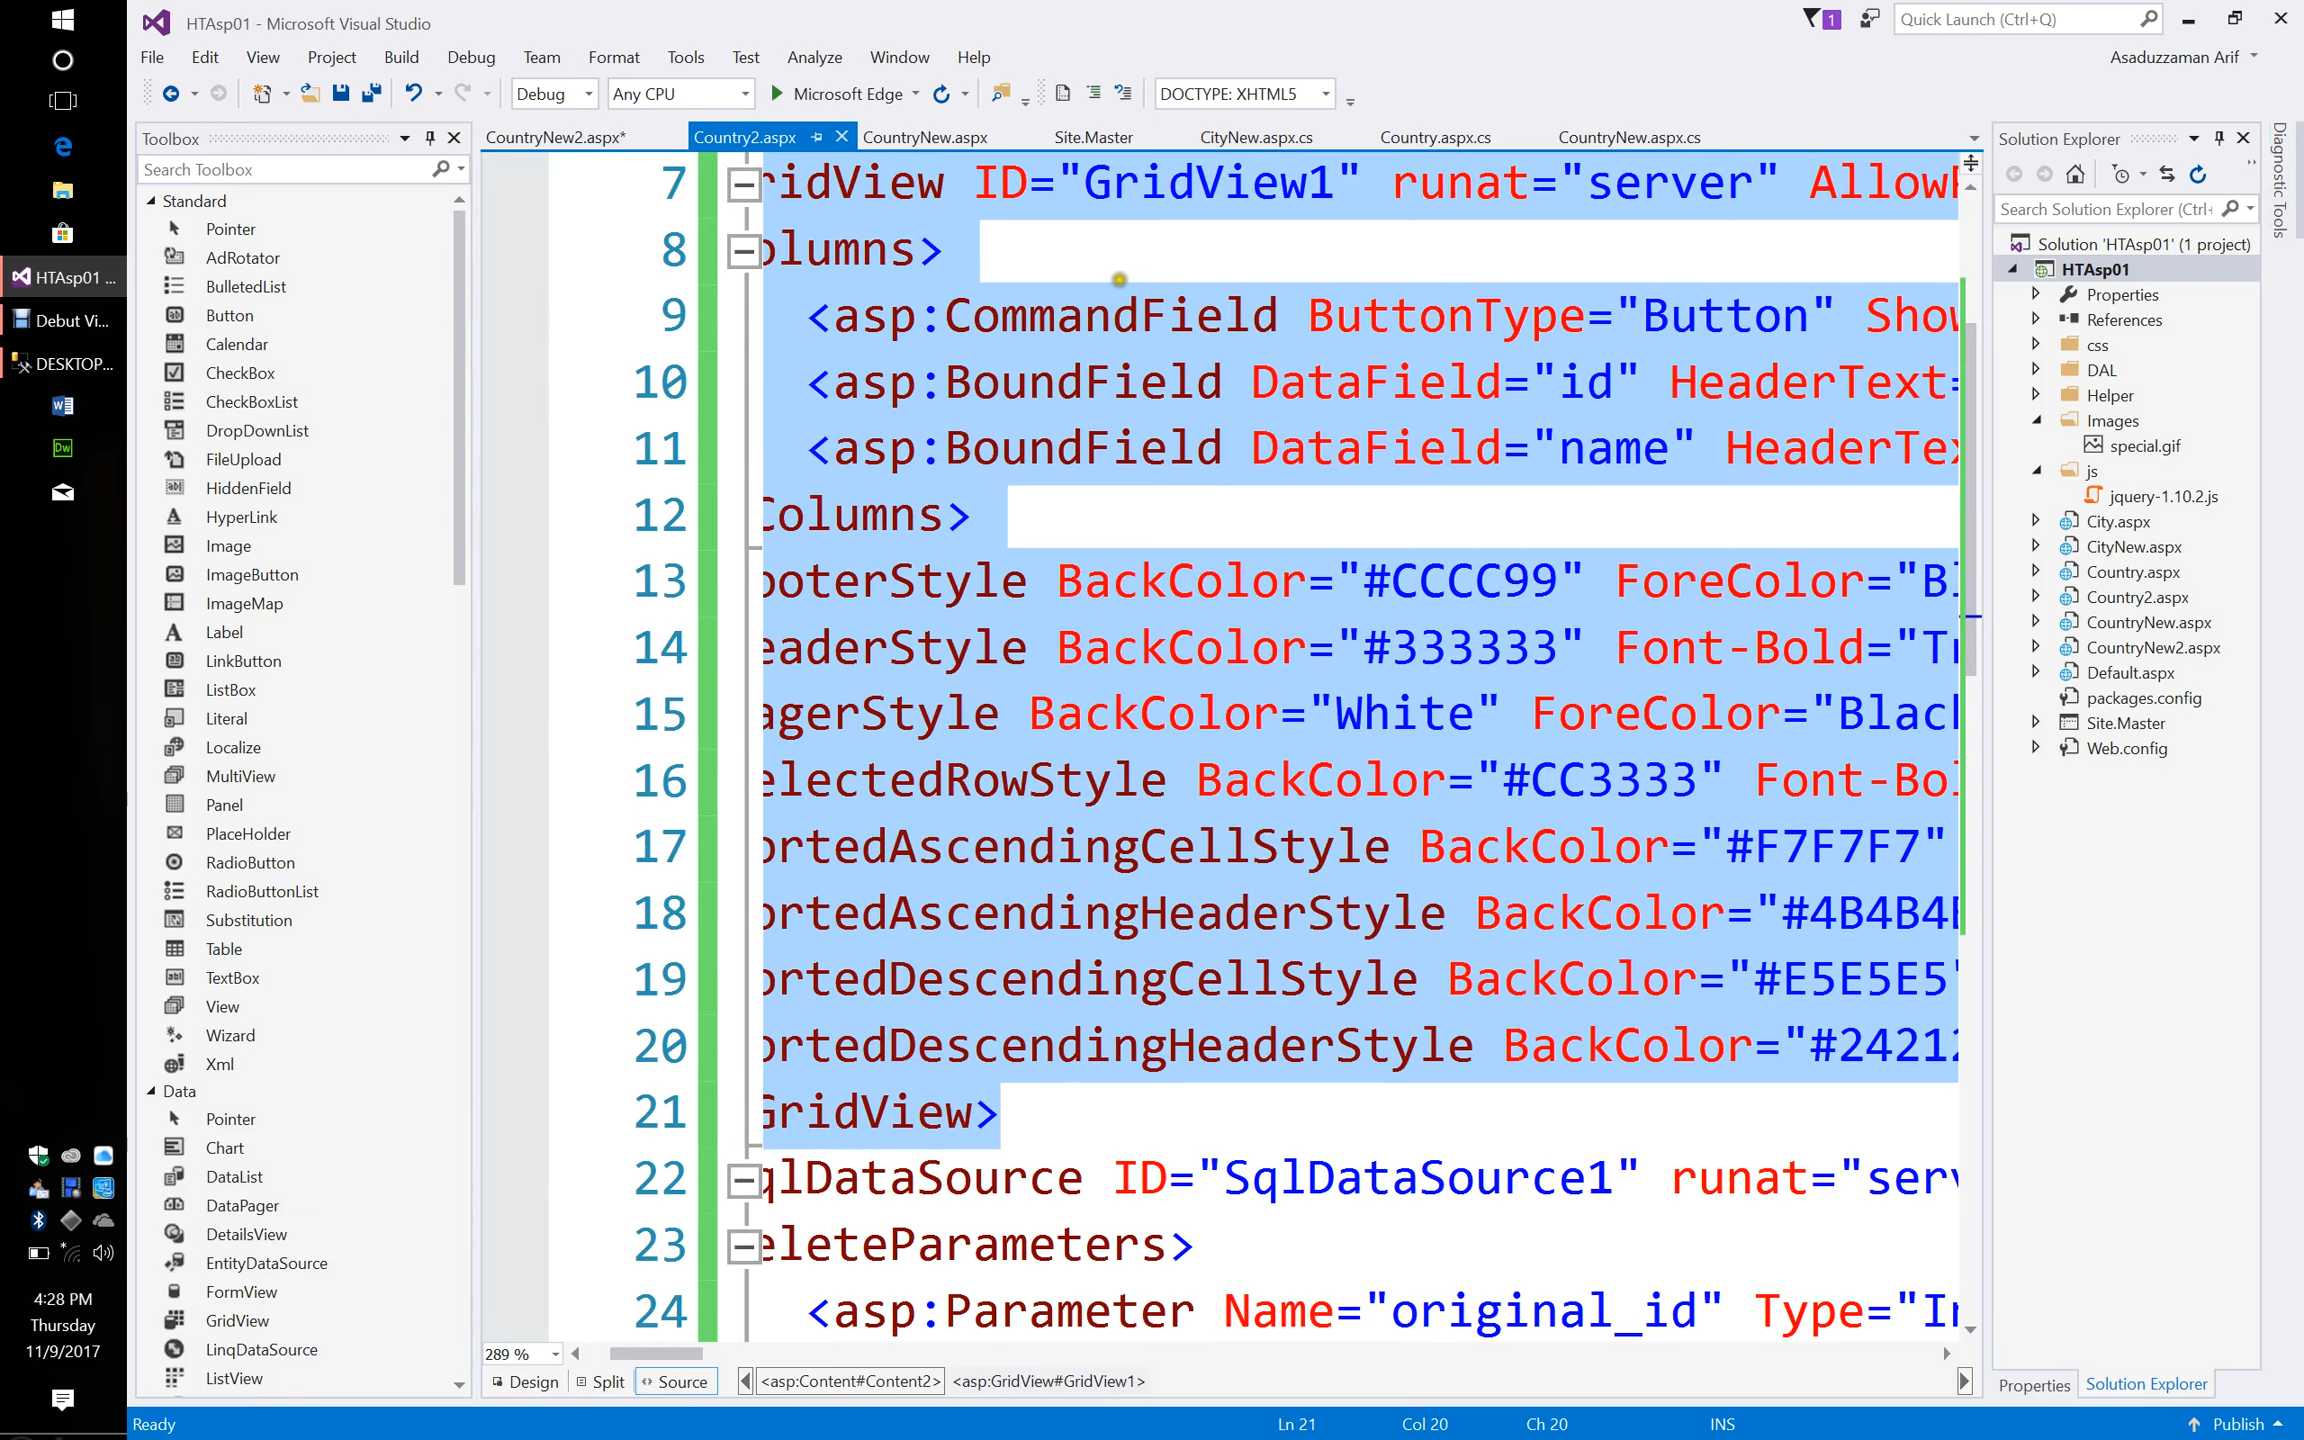 HTAsp01 - Microsoft Visual Studio
1
Quick Launch (Ctrl+Q)
File Edit View Project Build Debug Team Format Tools Test Analyze Window Help
Asaduzzaman Arif
Debug Any CPU Microsoft Edge DOCTYPE: XHTML5
Toolbox
Search Toolbox
Standard
Pointer
AdRotator
BulletedList
Button
Calendar
CheckBox
CheckBoxList
DropDownList
FileUpload
HiddenField
HyperLink
Image
ImageButton
ImageMap
Label
LinkButton
ListBox
Literal
Localize
MultiView
Panel
PlaceHolder
RadioButton
RadioButtonList
Substitution
Table
TextBox
View
Wizard
Xml
Data
Pointer
Chart
DataList
DataPager
DetailsView
EntityDataSource
FormView
GridView
LinqDataSource
ListView
CountryNew2.aspx* Country2.aspx CountryNew.aspx Site.Master CityNew.aspx.cs Country.aspx.cs CountryNew.aspx.cs
7 ridView ID="GridView1" runat="server" Allow
8 olumns>
9 <asp:CommandField ButtonType="Button" Show
10 <asp:BoundField DataField="id" HeaderText=
11 <asp:BoundField DataField="name" HeaderTex
12 Columns>
13 ooterStyle BackColor="#CCCC99" ForeColor="Bl
14 eaderStyle BackColor="#333333" Font-Bold="Tr
15 agerStyle BackColor="White" ForeColor="Black
16 electedRowStyle BackColor="#CC3333" Font-Bol
17 ortedAscendingCellStyle BackColor="#F7F7F7"
18 ortedAscendingHeaderStyle BackColor="#4B4B4B
19 ortedDescendingCellStyle BackColor="#E5E5E5"
20 ortedDescendingHeaderStyle BackColor="#24212
21 GridView>
22 qlDataSource ID="SqlDataSource1" runat="serv
23 eleteParameters>
24 <asp:Parameter Name="original_id" Type="In
289 %
Design Split Source <asp:Content#Content2> <asp:GridView#GridView1>
Solution Explorer
Search Solution Explorer (Ctrl+
Solution 'HTAsp01' (1 project)
HTAsp01
Properties
References
css
DAL
Helper
Images
special.gif
js
jquery-1.10.2.js
City.aspx
CityNew.aspx
Country.aspx
Country2.aspx
CountryNew.aspx
CountryNew2.aspx
Default.aspx
packages.config
Site.Master
Web.config
Properties Solution Explorer
Diagnostic Tools
HTAsp01 ...
Debut Vi...
DESKTOP...
Dw
4:28 PM
Thursday
11/9/2017
Ready Ln 21 Col 20 Ch 20 INS Publish